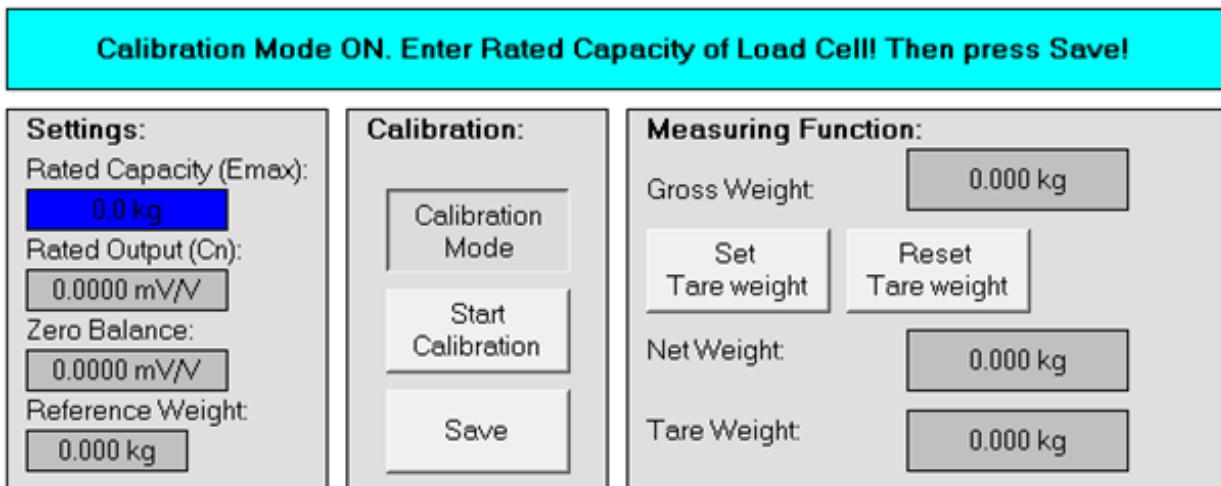 Calibration Mode ON. Enter Rated Capacity of Load Cell! Then press Save!
Settings:
Rated Capacity (Emax):
0.0 kg
Rated Output (Cn):
0.0000 mV/V
Zero Balance:
0.0000 mV/V
Reference Weight:
0.000 kg
Calibration:
Calibration
Mode
Start
Calibration
Save
Measuring Function:
Gross Weight:
0.000 kg
Set
Tare weight
Reset
Tare weight
Net Weight:
0.000 kg
Tare Weight:
0.000 kg